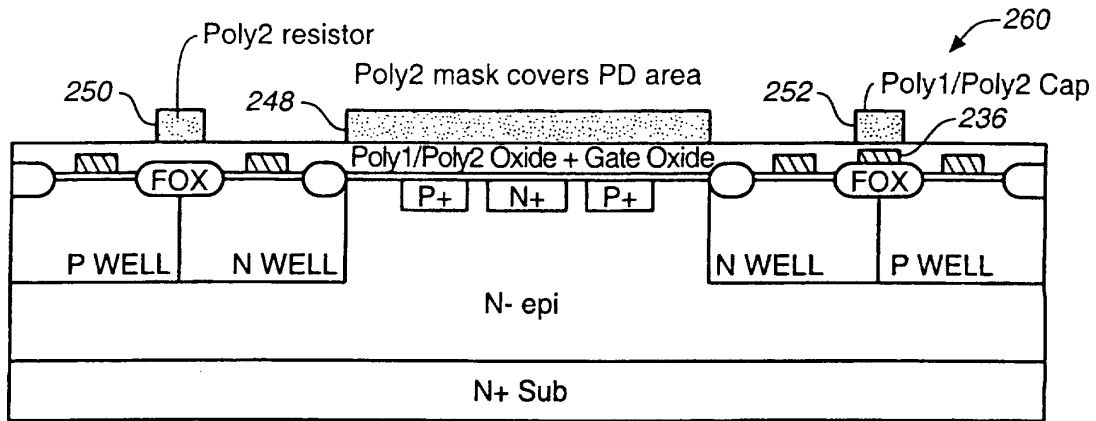 260
Poly2 resistor
Poly2 mask covers PD area
Poly1/Poly2 Cap
250
248
252
236
Poly1/Poly2 Oxide + Gate Oxide
FOX
FOX
P+
N+
P+
P WELL
N WELL
N WELL
P WELL
N- epi
N+ Sub